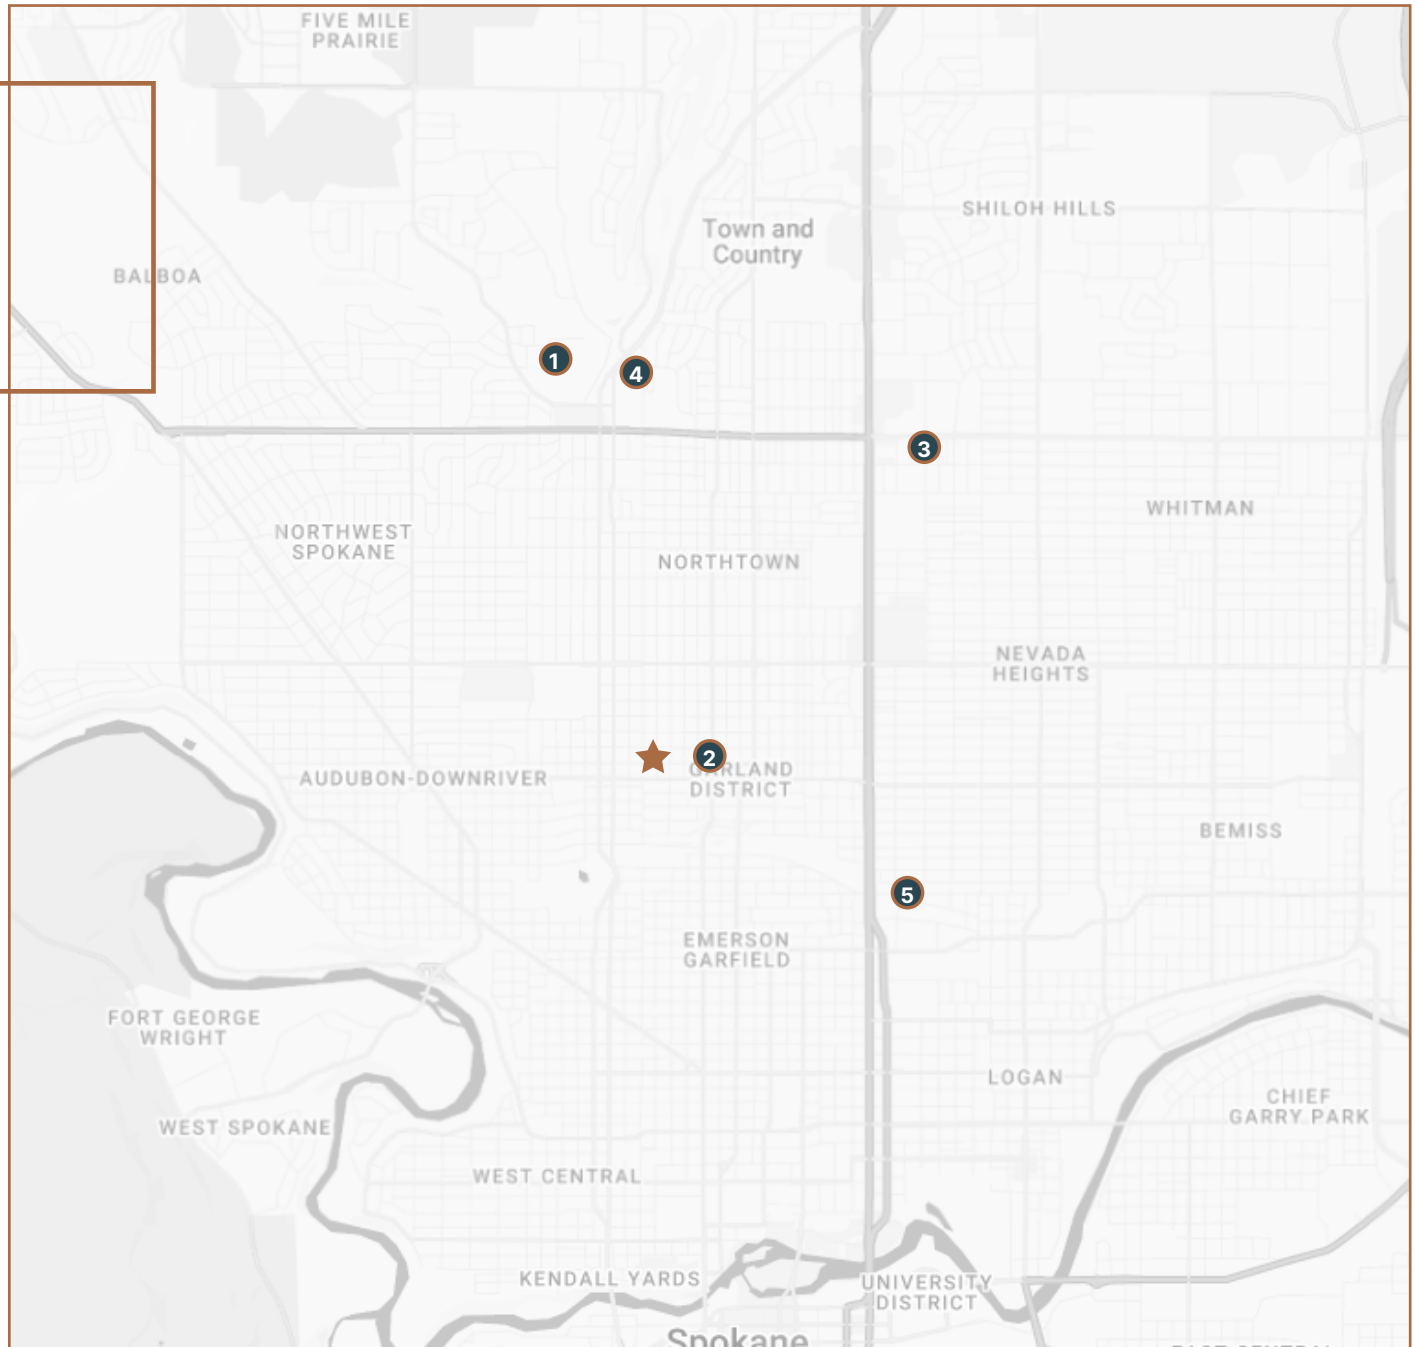 FIVE MILE
PRAIRIE
SHILOH HILLS
Town and
Country
BALBOA
1
4
3
WHITMAN
NORTHWEST
SPOKANE
NORTHTOWN
NEVADA
HEIGHTS
2
GARLAND
DISTRICT
AUDUBON-DOWNRIVER
BEMISS
5
EMERSON
GARFIELD
FORT GEORGE
WRIGHT
LOGAN
CHIEF
GARRY PARK
WEST SPOKANE
WEST CENTRAL
KENDALL YARDS
UNIVERSITY
DISTRICT
Spokane